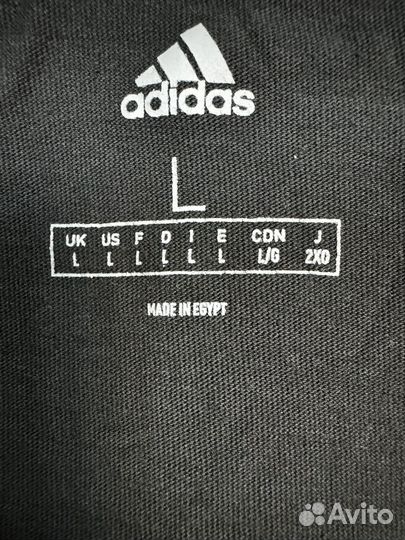 adidas
L
UK US F D I E CDN J
L L L L L L L/G 2XO
MADE IN EGYPT
Avito